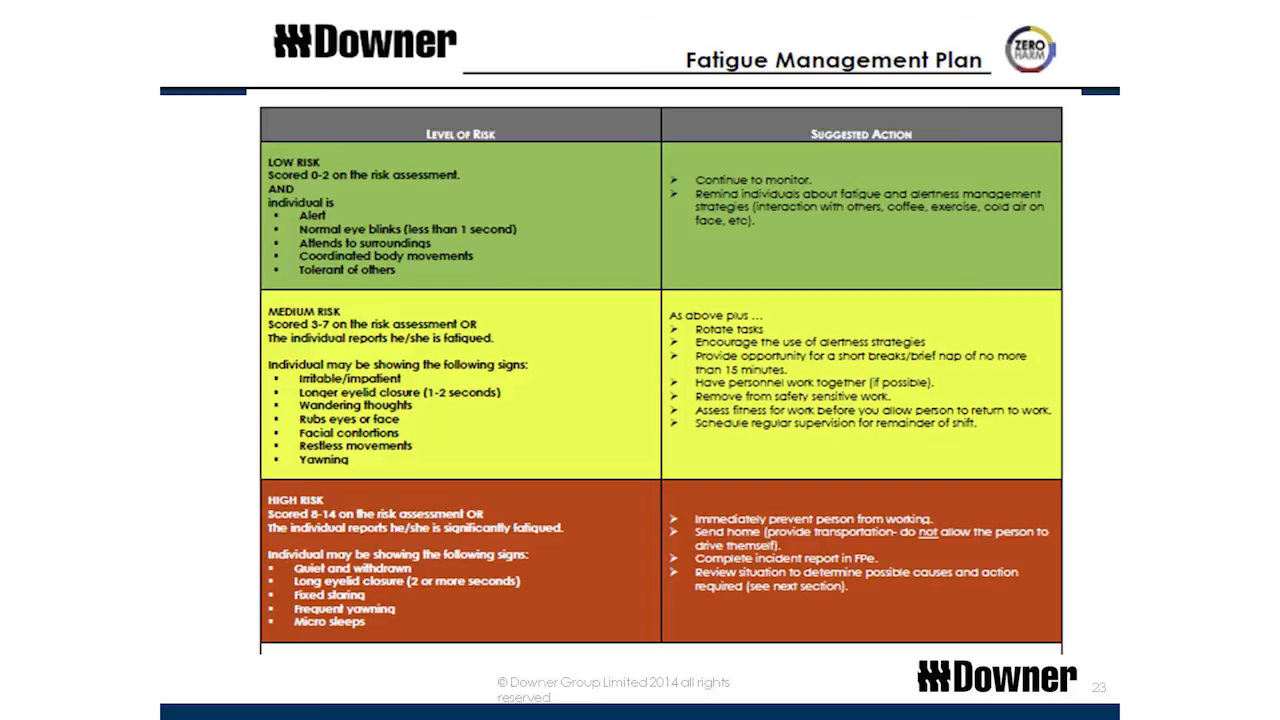 Downer
Fatigue Management Plan
ZERO
HARM
LEVEL OF RISK
SUGGESTED ACTION
LOW RISK
Scored 0-2 on the risk assessment.
AND
individual is
▪ Alert
▪ Normal eye blinks (less than 1 second)
▪ Attends to surroundings
▪ Coordinated body movements
▪ Tolerant of others
➢ Continue to monitor.
➢ Remind individuals about fatigue and alertness management
strategies (interaction with others, coffee, exercise, cold air on
face, etc).
MEDIUM RISK
Scored 3-7 on the risk assessment OR
The individual reports he/she is fatigued.
Individual may be showing the following signs:
▪ Irritable/impatient
▪ Longer eyelid closure (1-2 seconds)
▪ Wandering thoughts
▪ Rubs eyes or face
▪ Facial contortions
▪ Restless movements
▪ Yawning
As above plus ...
➢ Rotate tasks
➢ Encourage the use of alertness strategies
➢ Provide opportunity for a short breaks/brief nap of no more
than 15 minutes.
➢ Have personnel work together (if possible).
➢ Remove from safety sensitive work.
➢ Assess fitness for work before you allow person to return to work.
➢ Schedule regular supervision for remainder of shift.
HIGH RISK
Scored 8-14 on the risk assessment OR
The individual reports he/she is significantly fatigued.
Individual may be showing the following signs:
▪ Quiet and withdrawn
▪ Long eyelid closure (2 or more seconds)
▪ Fixed staring
▪ Frequent yawning
▪ Micro sleeps
➢ Immediately prevent person from working.
➢ Send home (provide transportation- do not allow the person to
drive themself).
➢ Complete incident report in FPe.
➢ Review situation to determine possible causes and action
required (see next section).
© Downer Group Limited 2014 all rights
reserved
Downer
23